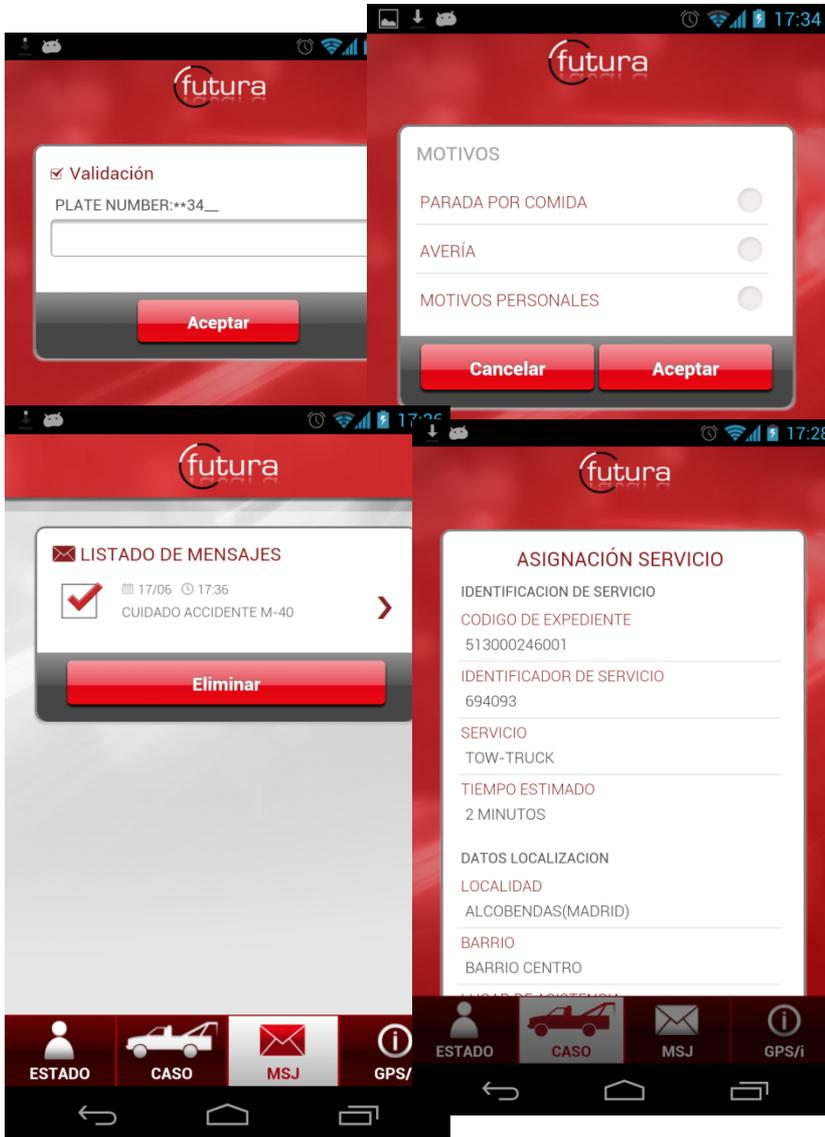 futura
Validación
PLATE NUMBER:**34__
Aceptar
17:34
futura
MOTIVOS
PARADA POR COMIDA
AVERÍA
MOTIVOS PERSONALES
Cancelar
Aceptar
futura
LISTADO DE MENSAJES
17/06 17:36
CUIDADO ACCIDENTE M-40
Eliminar
ESTADO
CASO
MSJ
GPS/
17:28
futura
ASIGNACIÓN SERVICIO
IDENTIFICACION DE SERVICIO
CODIGO DE EXPEDIENTE
513000246001
IDENTIFICADOR DE SERVICIO
694093
SERVICIO
TOW-TRUCK
TIEMPO ESTIMADO
2 MINUTOS
DATOS LOCALIZACION
LOCALIDAD
ALCOBENDAS(MADRID)
BARRIO
BARRIO CENTRO
ESTADO
CASO
MSJ
GPS/i